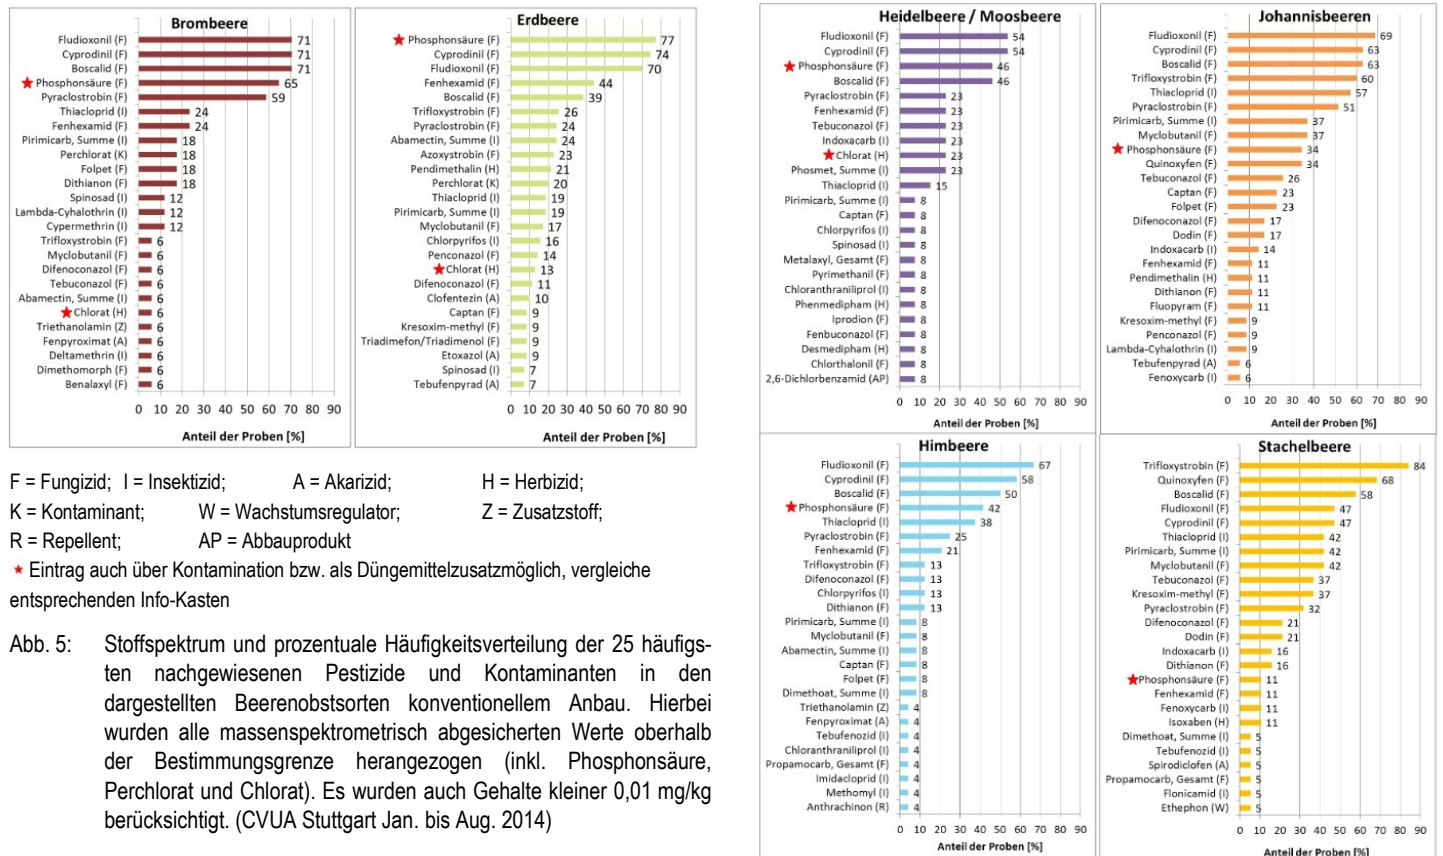 Brombeere
Fludioxonil (F) 71
Cyprodinil (F) 71
Boscalid (F) 71
Phosphonsäure (F) 65
Pyraclostrobin (F) 59
Thiacloprid (I) 24
Fenhexamid (F) 24
Pirimicarb, Summe (I) 18
Perchlorat (K) 18
Folpet (F) 18
Dithianon (F) 18
Spinosad (I) 12
Lambda-Cyhalothrin (I) 12
Cypermethrin (I) 12
Trifloxystrobin (F) 6
Myclobutanil (F) 6
Difenoconazol (F) 6
Tebuconazol (F) 6
Abamectin, Summe (I) 6
Chlorat (H) 6
Triethanolamin (Z) 6
Fenpyroximat (A) 6
Deltamethrin (I) 6
Dimethomorph (F) 6
Benalaxyl (F) 6
0 10 20 30 40 50 60 70 80 90
Anteil der Proben [%]
Erdbeere
Phosphonsäure (F) 77
Cyprodinil (F) 74
Fludioxonil (F) 70
Fenhexamid (F) 44
Boscalid (F) 39
Trifloxystrobin (F) 26
Pyraclostrobin (F) 24
Abamectin, Summe (I) 24
Azoxystrobin (F) 23
Pendimethalin (H) 21
Perchlorat (K) 20
Thiacloprid (I) 19
Pirimicarb, Summe (I) 19
Myclobutanil (F) 17
Chlorpyrifos (I) 16
Penconazol (F) 14
Chlorat (H) 13
Difenoconazol (F) 11
Clofentezin (A) 10
Captan (F) 9
Kresoxim-methyl (F) 9
Triadimefon/Triadimenol (F) 9
Etoxazol (A) 9
Spinosad (I) 7
Tebufenpyrad (A) 7
0 10 20 30 40 50 60 70 80 90
Anteil der Proben [%]
F = Fungizid; I = Insektizid; A = Akarizid; H = Herbizid;
K = Kontaminant; W = Wachstumsregulator; Z = Zusatzstoff;
R = Repellent; AP = Abbauprodukt
★ Eintrag auch über Kontamination bzw. als Düngemittelzusatzmöglich, vergleiche
entsprechenden Info-Kasten
Abb. 5: Stoffspektrum und prozentuale Häufigkeitsverteilung der 25 häufigs-
ten nachgewiesenen Pestizide und Kontaminanten in den
dargestellten Beerenobstsorten konventionellem Anbau. Hierbei
wurden alle massenspektrometrisch abgesicherten Werte oberhalb
der Bestimmungsgrenze herangezogen (inkl. Phosphonsäure,
Perchlorat und Chlorat). Es wurden auch Gehalte kleiner 0,01 mg/kg
berücksichtigt. (CVUA Stuttgart Jan. bis Aug. 2014)
Heidelbeere / Moosbeere
Fludioxonil (F) 54
Cyprodinil (F) 54
Phosphonsäure (F) 46
Boscalid (F) 46
Pyraclostrobin (F) 23
Fenhexamid (F) 23
Tebuconazol (F) 23
Indoxacarb (I) 23
Chlorat (H) 23
Phosmet, Summe (I) 23
Thiacloprid (I) 15
Pirimicarb, Summe (I) 8
Captan (F) 8
Chlorpyrifos (I) 8
Spinosad (I) 8
Metalaxyl, Gesamt (F) 8
Pyrimethanil (F) 8
Chloranthraniliprol (I) 8
Phenmedipham (H) 8
Iprodion (F) 8
Fenbuconazol (F) 8
Desmedipham (H) 8
Chlorthalonil (F) 8
2,6-Dichlorbenzamid (AP) 8
0 10 20 30 40 50 60 70 80 90
Anteil der Proben [%]
Johannisbeeren
Fludioxonil (F) 69
Cyprodinil (F) 63
Boscalid (F) 63
Trifloxystrobin (F) 60
Thiacloprid (I) 57
Pyraclostrobin (F) 51
Pirimicarb, Summe (I) 37
Myclobutanil (F) 37
Phosphonsäure (F) 34
Quinoxyfen (F) 34
Tebuconazol (F) 26
Captan (F) 23
Folpet (F) 23
Difenoconazol (F) 17
Dodin (F) 17
Indoxacarb (I) 14
Fenhexamid (F) 11
Pendimethalin (H) 11
Dithianon (F) 11
Fluopyram (F) 11
Kresoxim-methyl (F) 9
Penconazol (F) 9
Lambda-Cyhalothrin (I) 9
Tebufenpyrad (A) 6
Fenoxycarb (I) 6
0 10 20 30 40 50 60 70 80 90
Anteil der Proben [%]
Himbeere
Fludioxonil (F) 67
Cyprodinil (F) 58
Boscalid (F) 50
Phosphonsäure (F) 42
Thiacloprid (I) 38
Pyraclostrobin (F) 25
Fenhexamid (F) 21
Trifloxystrobin (F) 13
Difenoconazol (F) 13
Chlorpyrifos (I) 13
Dithianon (F) 13
Pirimicarb, Summe (I) 8
Myclobutanil (F) 8
Abamectin, Summe (I) 8
Captan (F) 8
Folpet (F) 8
Dimethoat, Summe (I) 8
Triethanolamin (Z) 4
Fenpyroximat (A) 4
Tebufenozid (I) 4
Chloranthraniliprol (I) 4
Propamocarb, Gesamt (F) 4
Imidacloprid (I) 4
Methomyl (I) 4
Anthrachinon (R) 4
0 10 20 30 40 50 60 70 80 90
Anteil der Proben [%]
Stachelbeere
Trifloxystrobin (F) 84
Quinoxyfen (F) 68
Boscalid (F) 58
Fludioxonil (F) 47
Cyprodinil (F) 47
Thiacloprid (I) 42
Pirimicarb, Summe (I) 42
Myclobutanil (F) 42
Tebuconazol (F) 37
Kresoxim-methyl (F) 37
Pyraclostrobin (F) 32
Difenoconazol (F) 21
Dodin (F) 21
Indoxacarb (I) 16
Dithianon (F) 16
Phosphonsäure (F) 11
Fenhexamid (F) 11
Fenoxycarb (I) 11
Isoxaben (H) 11
Dimethoat, Summe (I) 5
Tebufenozid (I) 5
Spirodiclofen (A) 5
Propamocarb, Gesamt (F) 5
Flonicamid (I) 5
Ethephon (W) 5
0 10 20 30 40 50 60 70 80 90
Anteil der Proben [%]